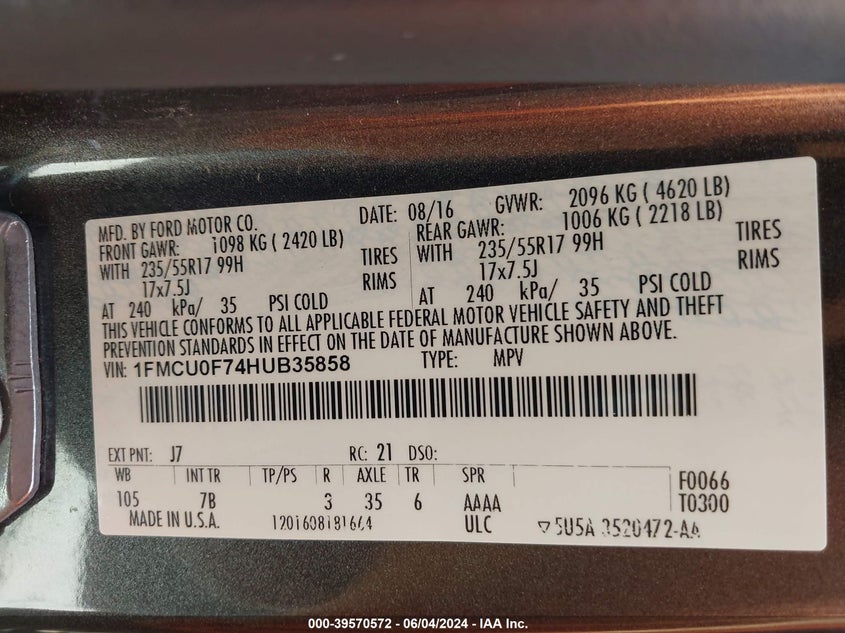 MFD. BY FORD MOTOR CO. DATE: 08/16 GVWR: 2096 KG ( 4620 LB)
FRONT GAWR: 1098 KG ( 2420 LB) REAR GAWR: 1006 KG ( 2218 LB)
WITH 235/55R17 99H TIRES WITH 235/55R17 99H TIRES
17x7.5J RIMS 17x7.5J RIMS
AT 240 kPa/ 35 PSI COLD AT 240 kPa/ 35 PSI COLD
THIS VEHICLE CONFORMS TO ALL APPLICABLE FEDERAL MOTOR VEHICLE SAFETY AND THEFT
PREVENTION STANDARDS IN EFFECT ON THE DATE OF MANUFACTURE SHOWN ABOVE.
VIN: 1FMCU0F74HUB35858 TYPE: MPV
EXT PNT: J7 RC: 21 DSO:
WB INT TR TP/PS R AXLE TR SPR F0066
105 7B 3 35 6 AAAA T0300
MADE IN U.S.A. 1201608181664 ULC ▽5U5A 3520472-AA
000-39570572 - 06/04/2024 - IAA Inc.